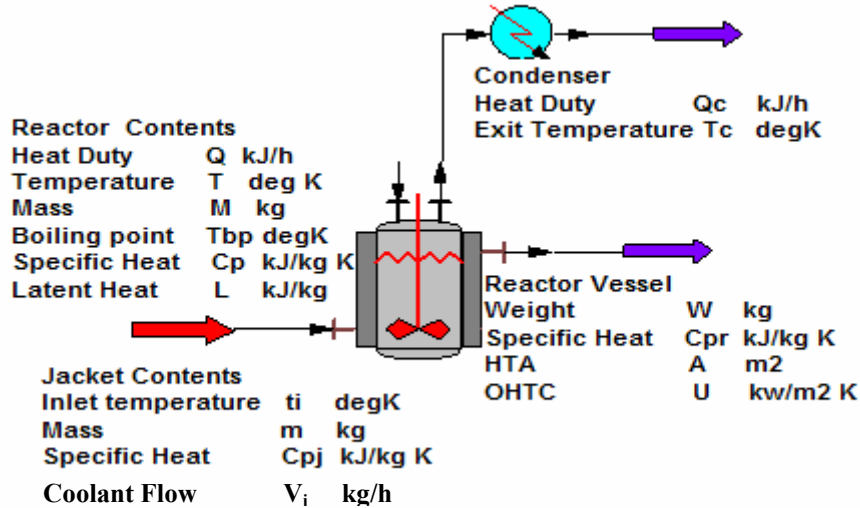 Condenser
Heat Duty Qc kJ/h
Exit Temperature Tc degK
Reactor Contents
Heat Duty Q kJ/h
Temperature T deg K
Mass M kg
Boiling point Tbp degK
Specific Heat Cp kJ/kg K
Latent Heat L kJ/kg
Reactor Vessel
Weight W kg
Specific Heat Cpr kJ/kg K
HTA A m2
OHTC U kw/m2 K
Jacket Contents
Inlet temperature ti degK
Mass m kg
Specific Heat Cpj kJ/kg K
Coolant Flow Vj kg/h